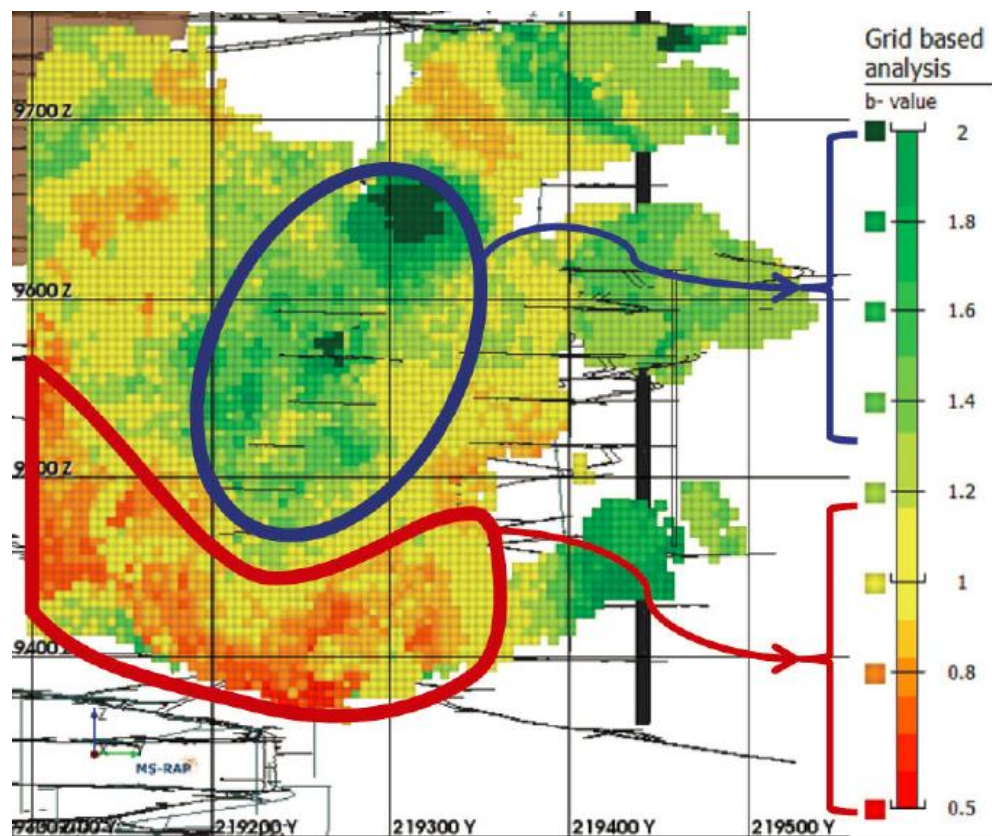 Grid based
analysis
b- value
2
1.8
1.6
1.4
1.2
1
0.8
0.5
9700 Z
9600 Z
9400 Z
MS-RAP
219200 Y
219300 Y
219400 Y
219500 Y
Z